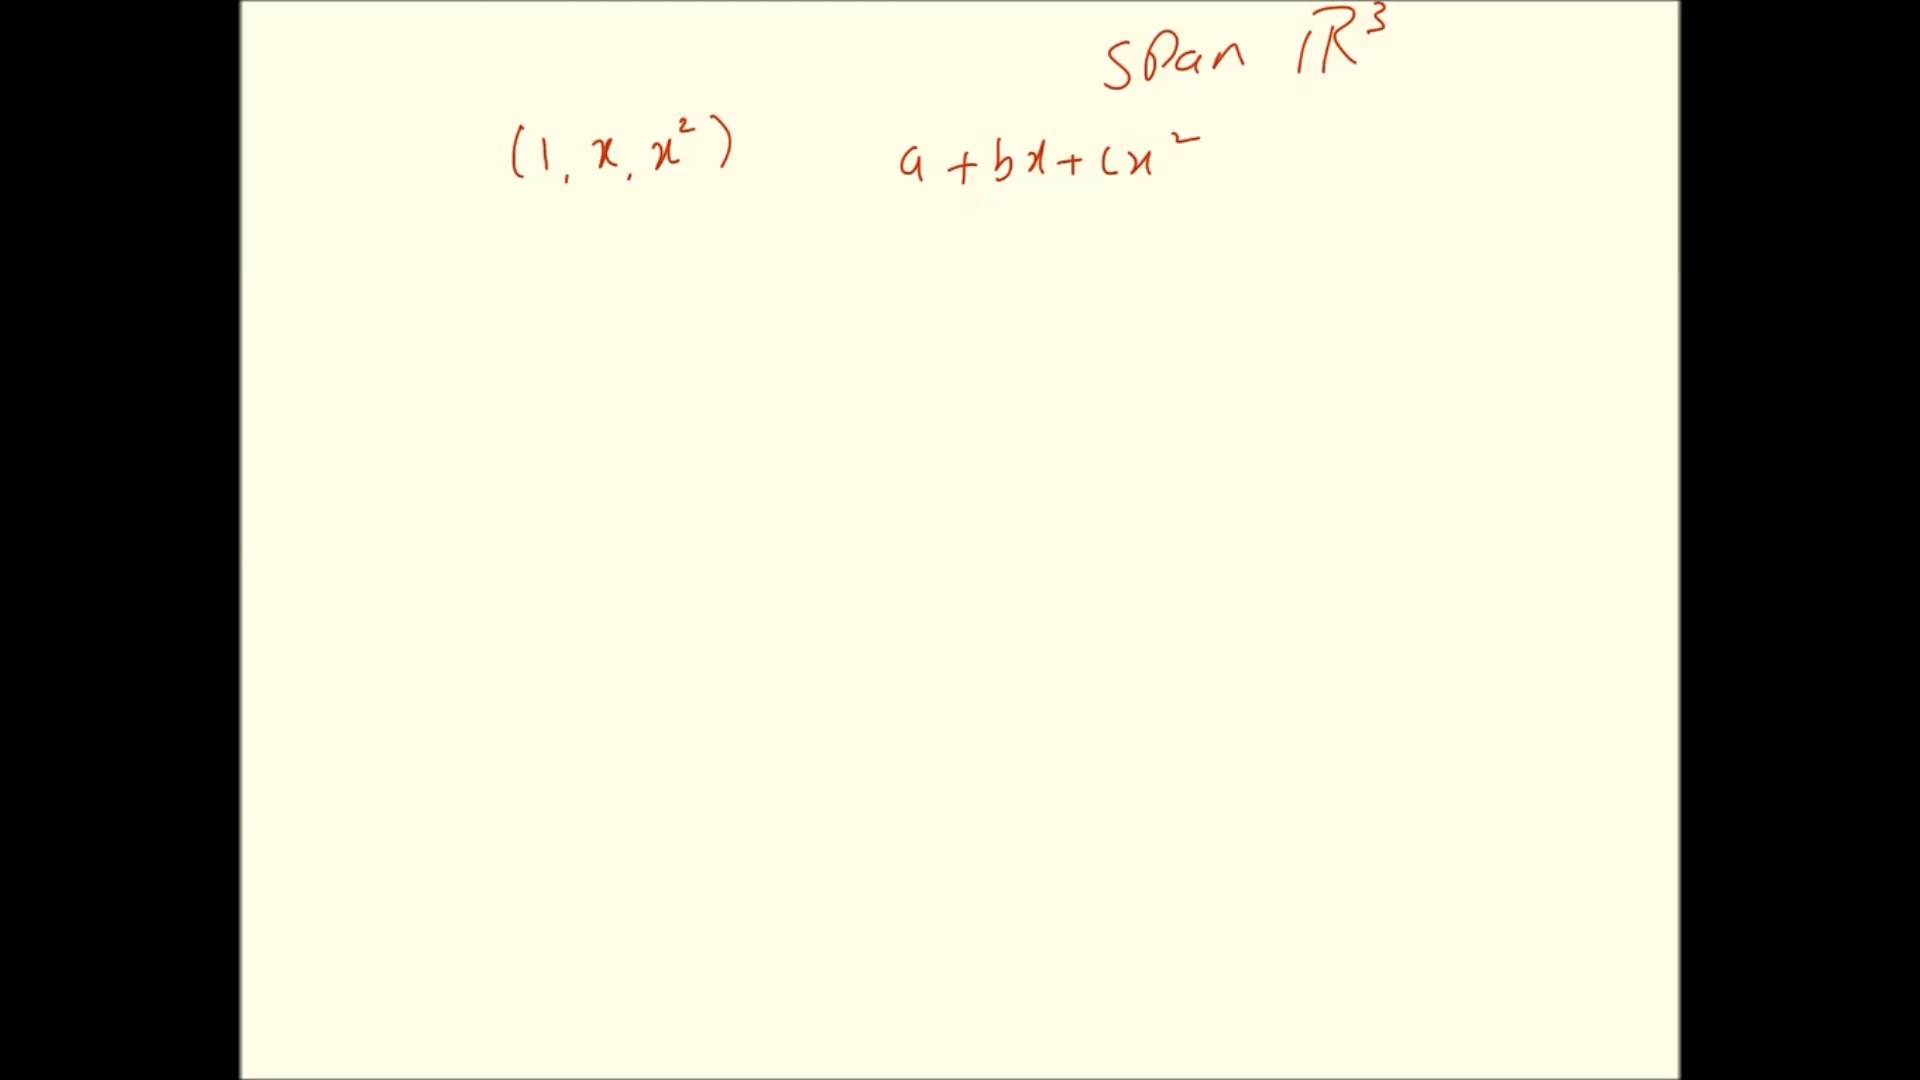 span ℝ³
(1, x, x²) a + bx + cx²